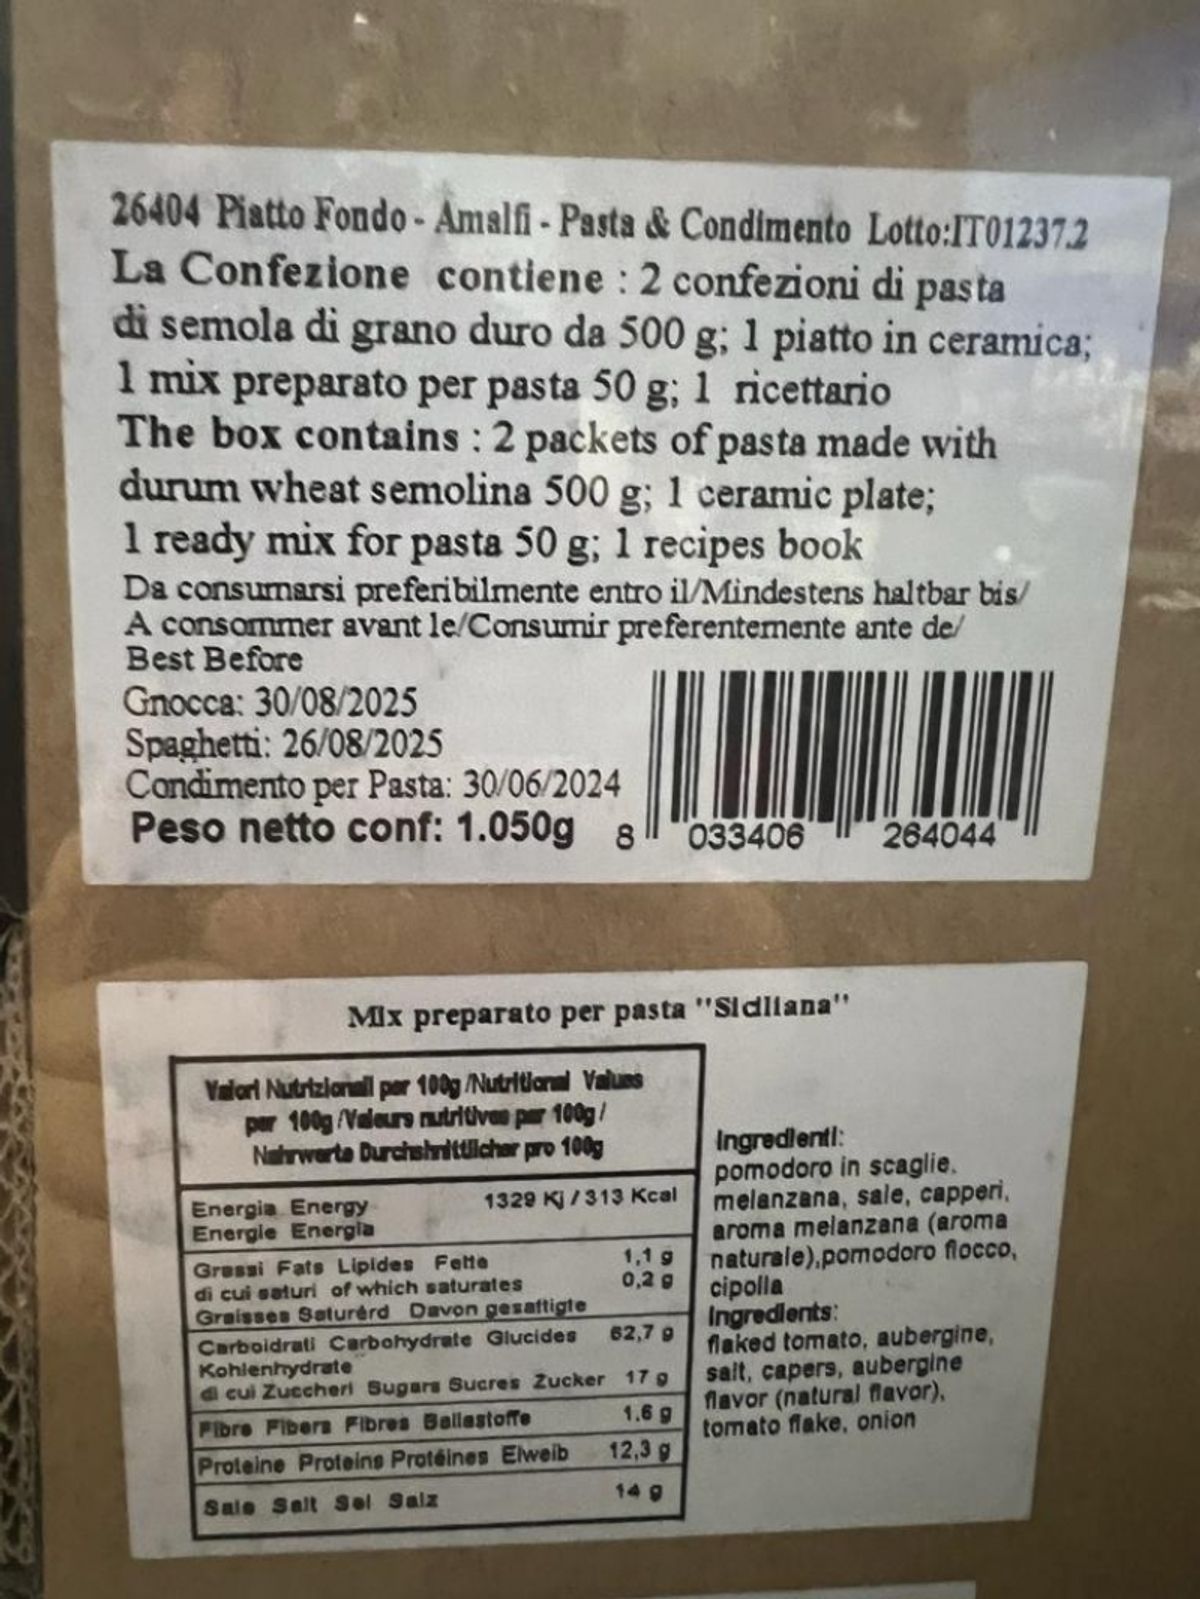 26404 Piatto Fondo - Amalfi - Pasta & Condimento Lotto:IT01237.2
La Confezione contiene : 2 confezioni di pasta
di semola di grano duro da 500 g; 1 piatto in ceramica;
1 mix preparato per pasta 50 g; 1 ricettario
The box contains : 2 packets of pasta made with
durum wheat semolina 500 g; 1 ceramic plate;
1 ready mix for pasta 50 g; 1 recipes book
Da consumarsi preferibilmente entro il/Mindestens haltbar bis/
A consommer avant le/Consumir preferentemente ante de/
Best Before
Gnocca: 30/08/2025
Spaghetti: 26/08/2025
Condimento per Pasta: 30/06/2024
Peso netto conf: 1.050g
8 033406 264044
Mix preparato per pasta "Siciliana"
Valori Nutrizionali per 100g /Nutritional Values
per 100g /Valeurs nutritives par 100g /
Nahrwerte Durchshnittlicher pro 100g
Energia Energy 1329 Kj / 313 Kcal
Energie Energia
Grassi Fats Lipides Fette 1,1 g
di cui saturi of which saturates 0,2 g
Graisses Saturérd Davon gesattigte
Carboidrati Carbohydrate Glucides 62,7 g
Kohlenhydrate
di cui Zuccheri Sugars Sucres Zucker 17 g
Fibre Fibers Fibres Ballastoffe 1,6 g
Proteine Proteins Protéines Eiweib 12,3 g
Sale Salt Sel Salz 14 g
Ingredienti:
pomodoro in scaglie,
melanzana, sale, capperi,
aroma melanzana (aroma
naturale),pomodoro fiocco,
cipolla
Ingredients:
flaked tomato, aubergine,
salt, capers, aubergine
flavor (natural flavor),
tomato flake, onion